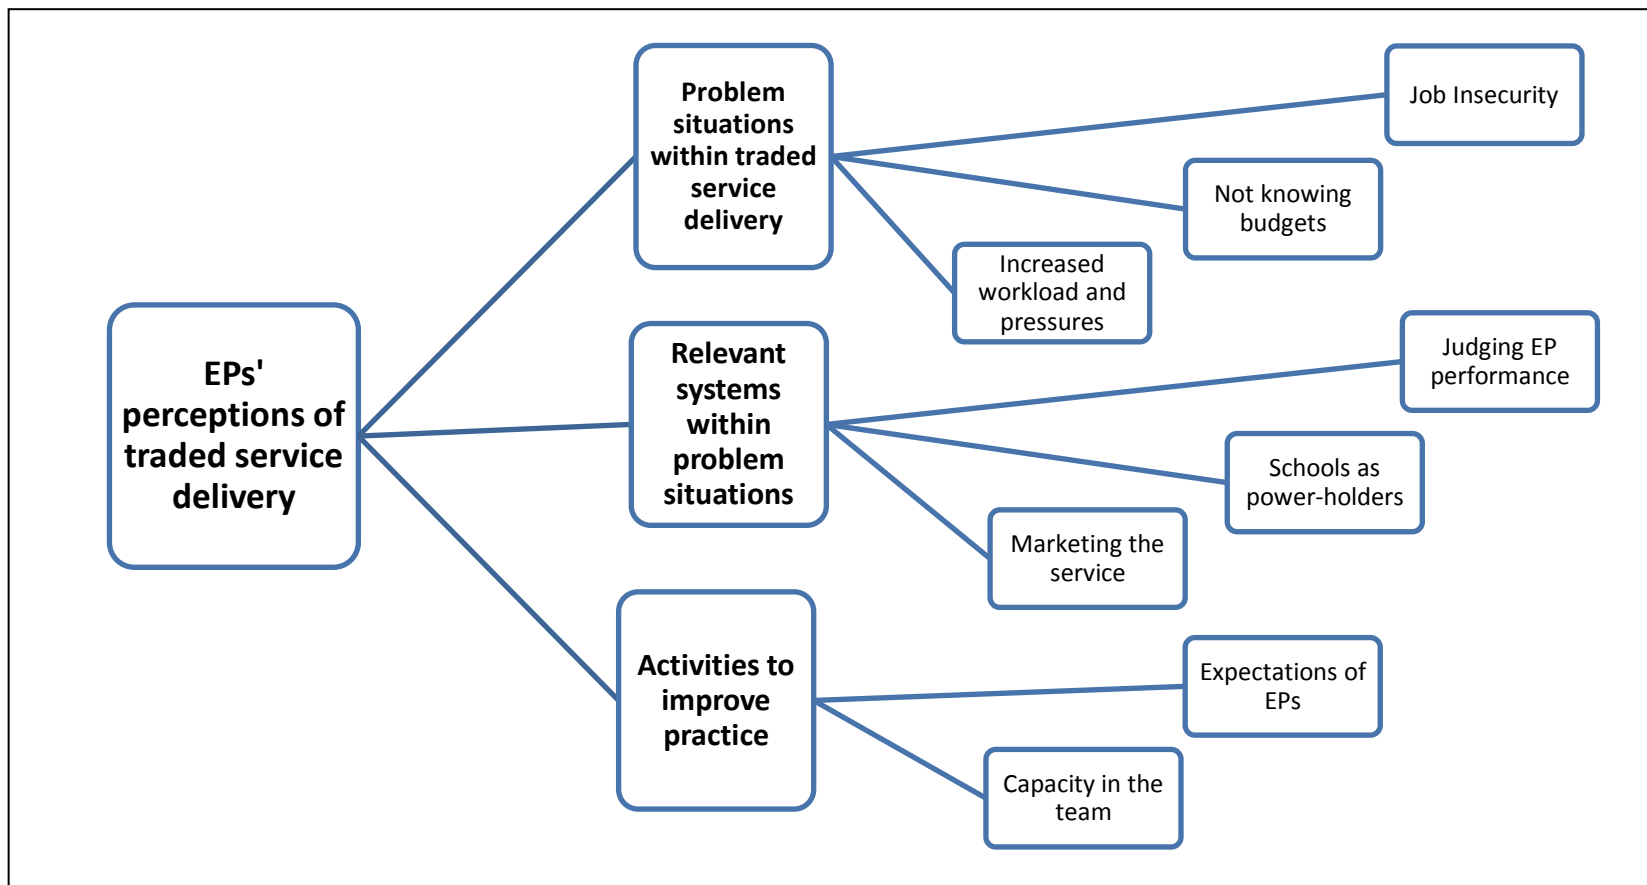 EPs'
perceptions of
traded service
delivery
Problem
situations
within traded
service
delivery
Job Insecurity
Not knowing
budgets
Increased
workload and
pressures
Relevant
systems
within
problem
situations
Judging EP
performance
Schools as
power-holders
Marketing the
service
Activities to
improve
practice
Expectations of
EPs
Capacity in the
team